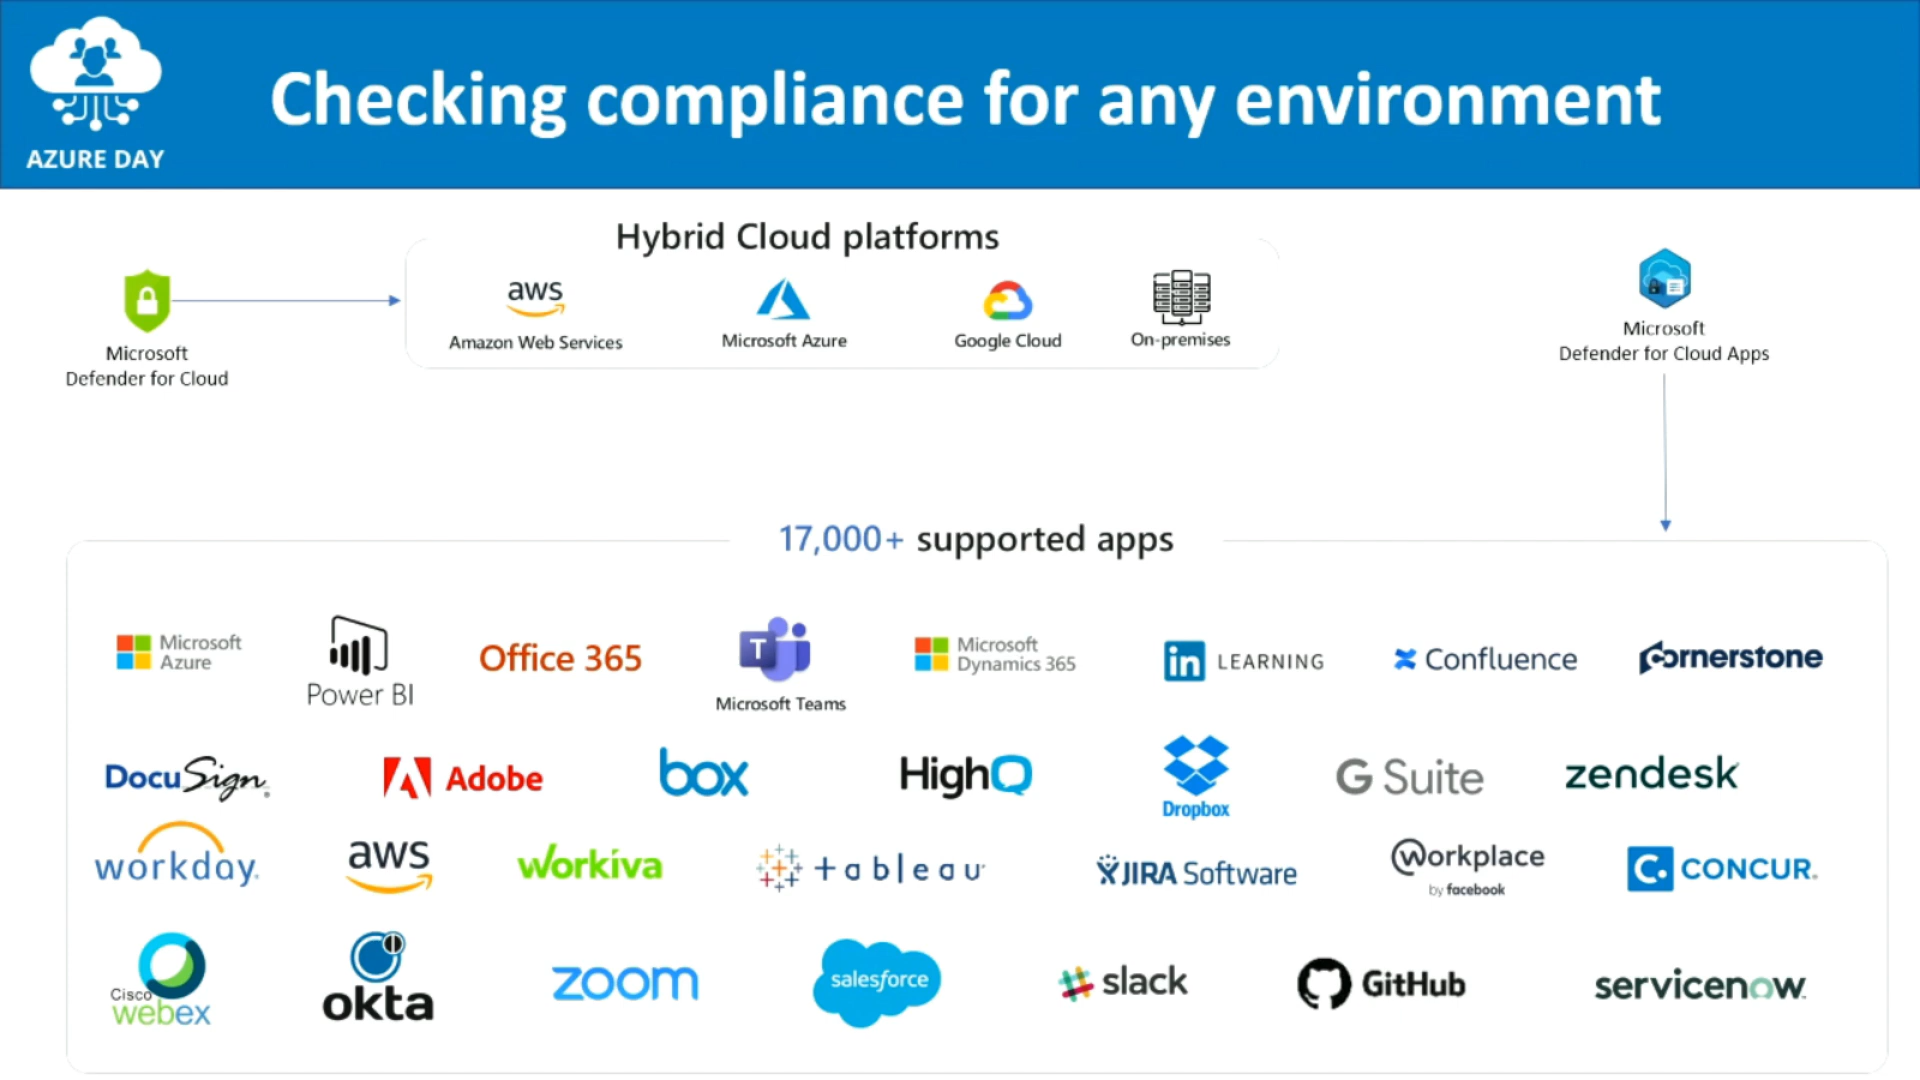 AZURE DAY
Checking compliance for any environment
Hybrid Cloud platforms
Microsoft
Defender for Cloud
aws
Amazon Web Services
Microsoft Azure
Google Cloud
On-premises
Microsoft
Defender for Cloud Apps
17,000+ supported apps
Microsoft
Azure
Power BI
Office 365
T
Microsoft Teams
Microsoft
Dynamics 365
in LEARNING
Confluence
Cornerstone
DocuSign
Adobe
box
HighQ
Dropbox
G Suite
zendesk
workday.
aws
workiva
+ableau
JIRA Software
workplace
by facebook
C. CONCUR.
Cisco
webex
okta
zoom
salesforce
slack
GitHub
servicenow